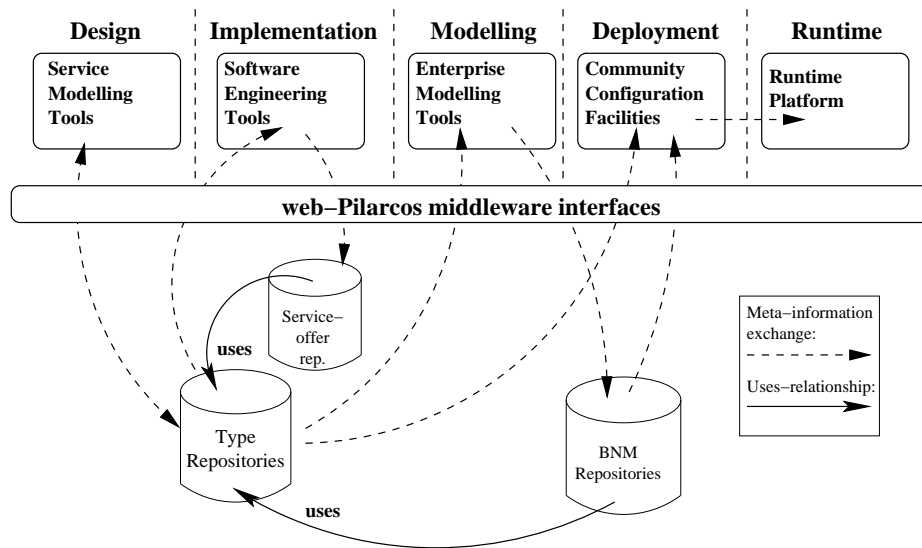 Design
Implementation
Modelling
Deployment
Runtime
Service
Modelling
Tools
Software
Engineering
Tools
Enterprise
Modelling
Tools
Community
Configuration
Facilities
Runtime
Platform
web−Pilarcos middleware interfaces
Service−
offer
rep.
uses
Type
Repositories
BNM
Repositories
uses
Meta−information
exchange:
Uses−relationship: